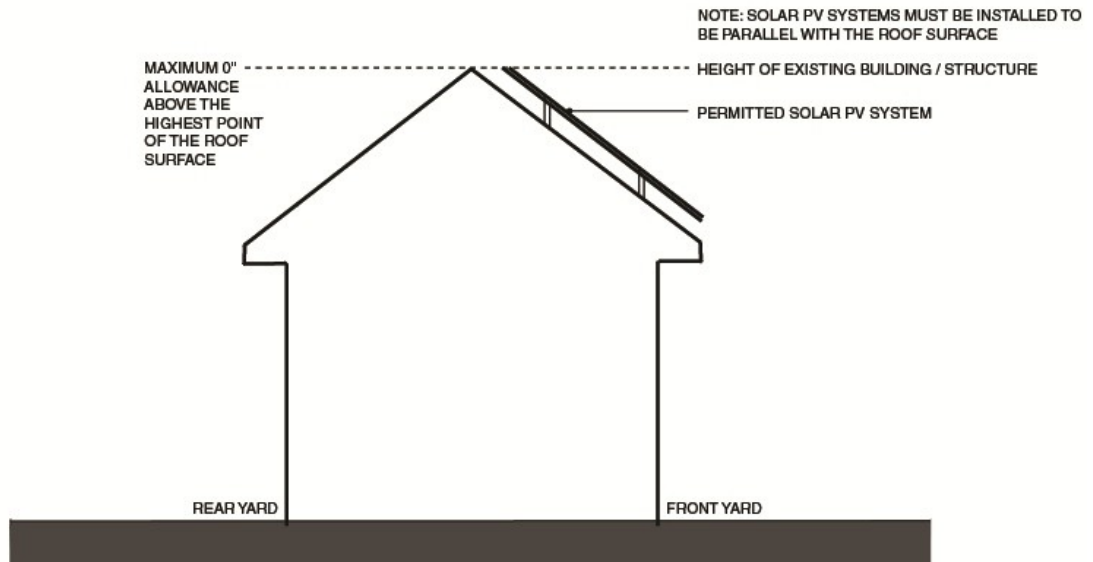 NOTE: SOLAR PV SYSTEMS MUST BE INSTALLED TO
BE PARALLEL WITH THE ROOF SURFACE
MAXIMUM 0"
ALLOWANCE
ABOVE THE
HIGHEST POINT
OF THE ROOF
SURFACE
HEIGHT OF EXISTING BUILDING / STRUCTURE
PERMITTED SOLAR PV SYSTEM
REAR YARD
FRONT YARD